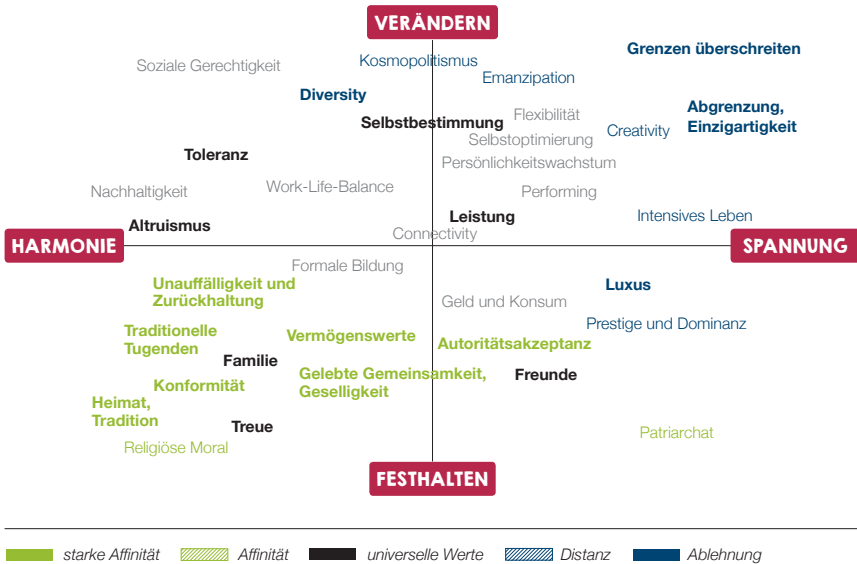 VERÄNDERN
Grenzen überschreiten
Kosmopolitismus
Soziale Gerechtigkeit
Emanzipation
Diversity
Abgrenzung,
Einzigartigkeit
Flexibilität
Selbstbestimmung
Creativity
Selbstoptimierung
Toleranz
Persönlichkeitswachstum
Work-Life-Balance
Nachhaltigkeit
Performing
Leistung
Intensives Leben
Altruismus
Connectivity
HARMONIE
SPANNUNG
Formale Bildung
Unauffälligkeit und
Zurückhaltung
Luxus
Geld und Konsum
Prestige und Dominanz
Traditionelle
Tugenden
Vermögenswerte
Autoritätsakzeptanz
Familie
Gelebte Gemeinsamkeit,
Geselligkeit
Freunde
Konformität
Heimat,
Tradition
Treue
Patriarchat
Religiöse Moral
FESTHALTEN
starke Affinität
Affinität
universelle Werte
Distanz
Ablehnung